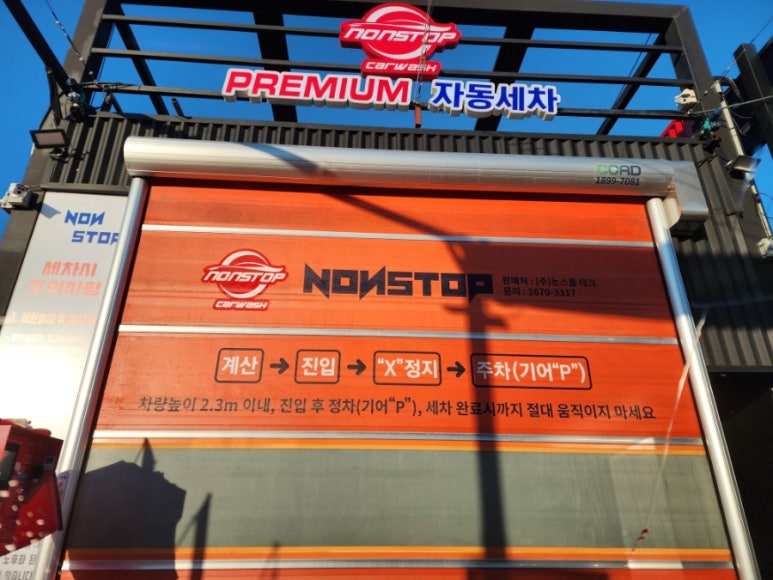 NONSTOP
carwash
PREMIUM 자동세차
CCAD
1899-7081
NON
STOP
세차시
주의사항
NONSTOP
carwash
NONSTOP
판매처 : (주)논스톱 테크
문의 : 1670-3317
계산 → 진입 → “X”정지 → 주차(기어“P”)
차량높이 2.3m 이내, 진입 후 정차(기어“P”), 세차 완료시까지 절대 움직이지 마세요